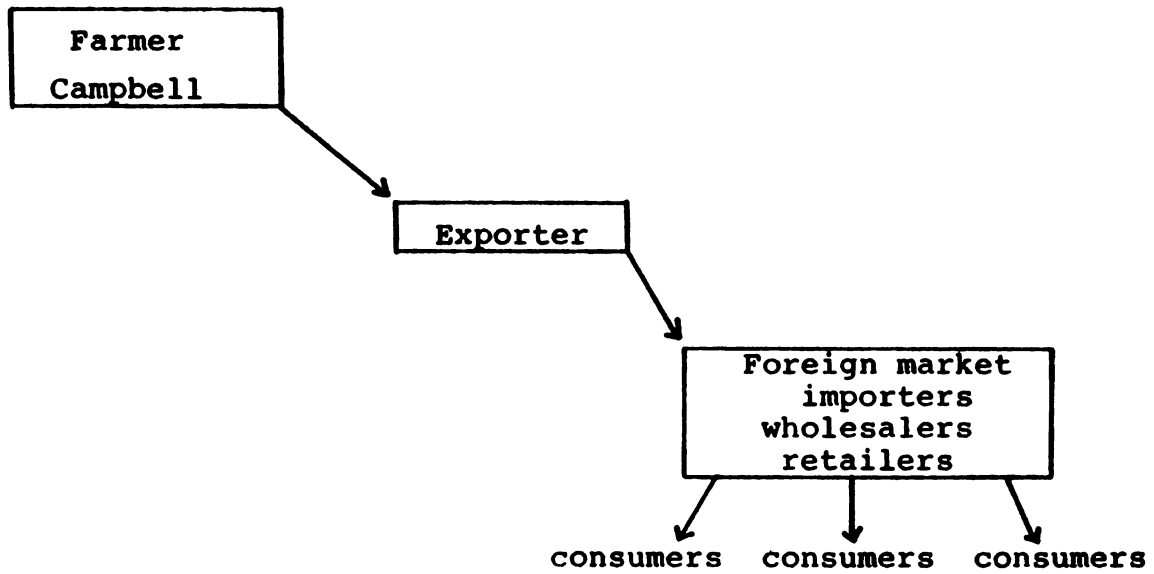 Farmer
Campbell
Exporter
Foreign market
importers
wholesalers
retailers
consumers consumers consumers